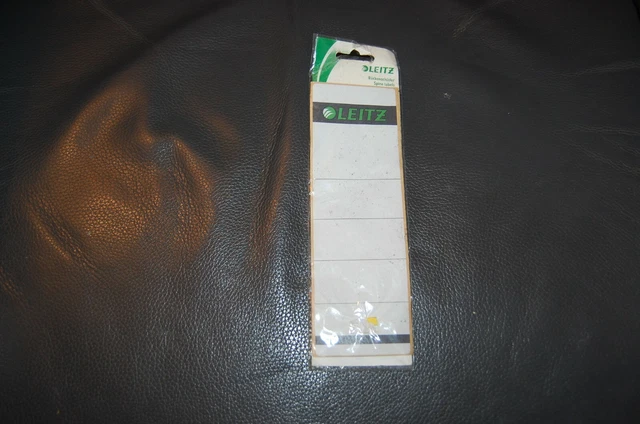 LEITZ
Rückenschilder
Spine labels
LEITZ